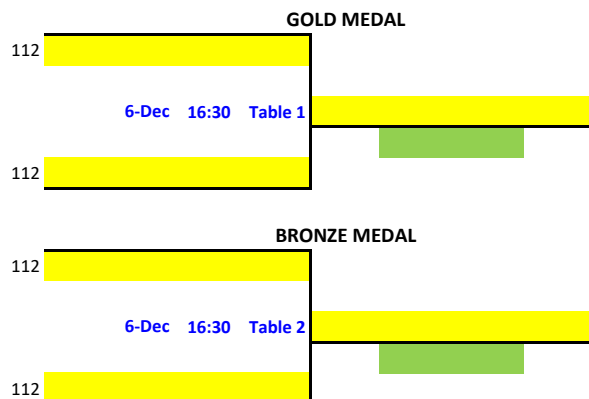 GOLD MEDAL
112
6-Dec 16:30 Table 1
112
BRONZE MEDAL
112
6-Dec 16:30 Table 2
112